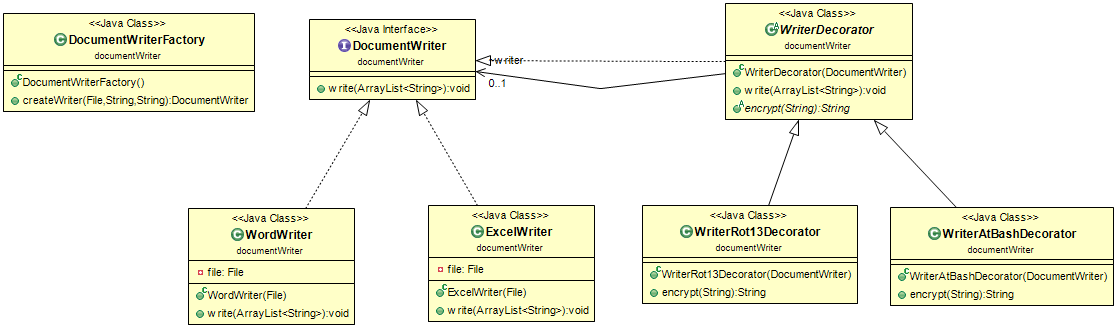 <<Java Class>>
DocumentWriterFactory
documentWriter
DocumentWriterFactory()
createWriter(File,String,String):DocumentWriter
<<Java Interface>>
DocumentWriter
documentWriter
write(ArrayList<String>):void
-writer
0..1
<<Java Class>>
WriterDecorator
documentWriter
WriterDecorator(DocumentWriter)
write(ArrayList<String>):void
encrypt(String):String
<<Java Class>>
WordWriter
documentWriter
file: File
WordWriter(File)
write(ArrayList<String>):void
<<Java Class>>
ExcelWriter
documentWriter
file: File
ExcelWriter(File)
write(ArrayList<String>):void
<<Java Class>>
WriterRot13Decorator
documentWriter
WriterRot13Decorator(DocumentWriter)
encrypt(String):String
<<Java Class>>
WriterAtBashDecorator
documentWriter
WriterAtBashDecorator(DocumentWriter)
encrypt(String):String